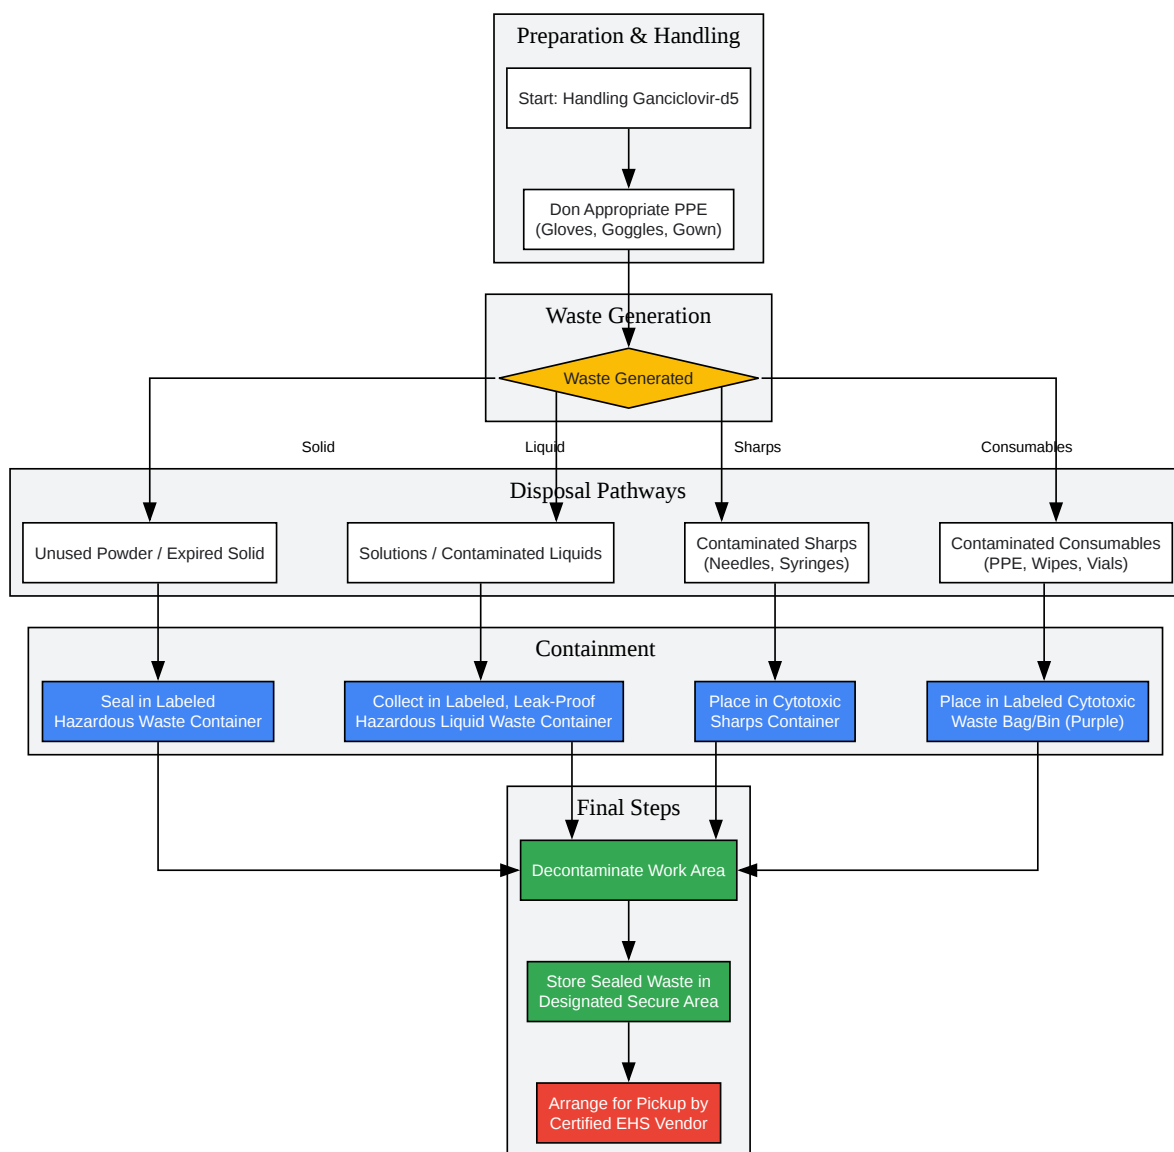 Preparation & Handling
Start: Handling Ganciclovir-d5
Don Appropriate PPE
(Gloves, Goggles, Gown)
Waste Generation
Waste Generated
Solid
Liquid
Sharps
Consumables
Disposal Pathways
Unused Powder / Expired Solid
Solutions / Contaminated Liquids
Contaminated Sharps
(Needles, Syringes)
Contaminated Consumables
(PPE, Wipes, Vials)
Containment
Seal in Labeled
Hazardous Waste Container
Collect in Labeled, Leak-Proof
Hazardous Liquid Waste Container
Place in Cytotoxic
Sharps Container
Place in Labeled Cytotoxic
Waste Bag/Bin (Purple)
Final Steps
Decontaminate Work Area
Store Sealed Waste in
Designated Secure Area
Arrange for Pickup by
Certified EHS Vendor